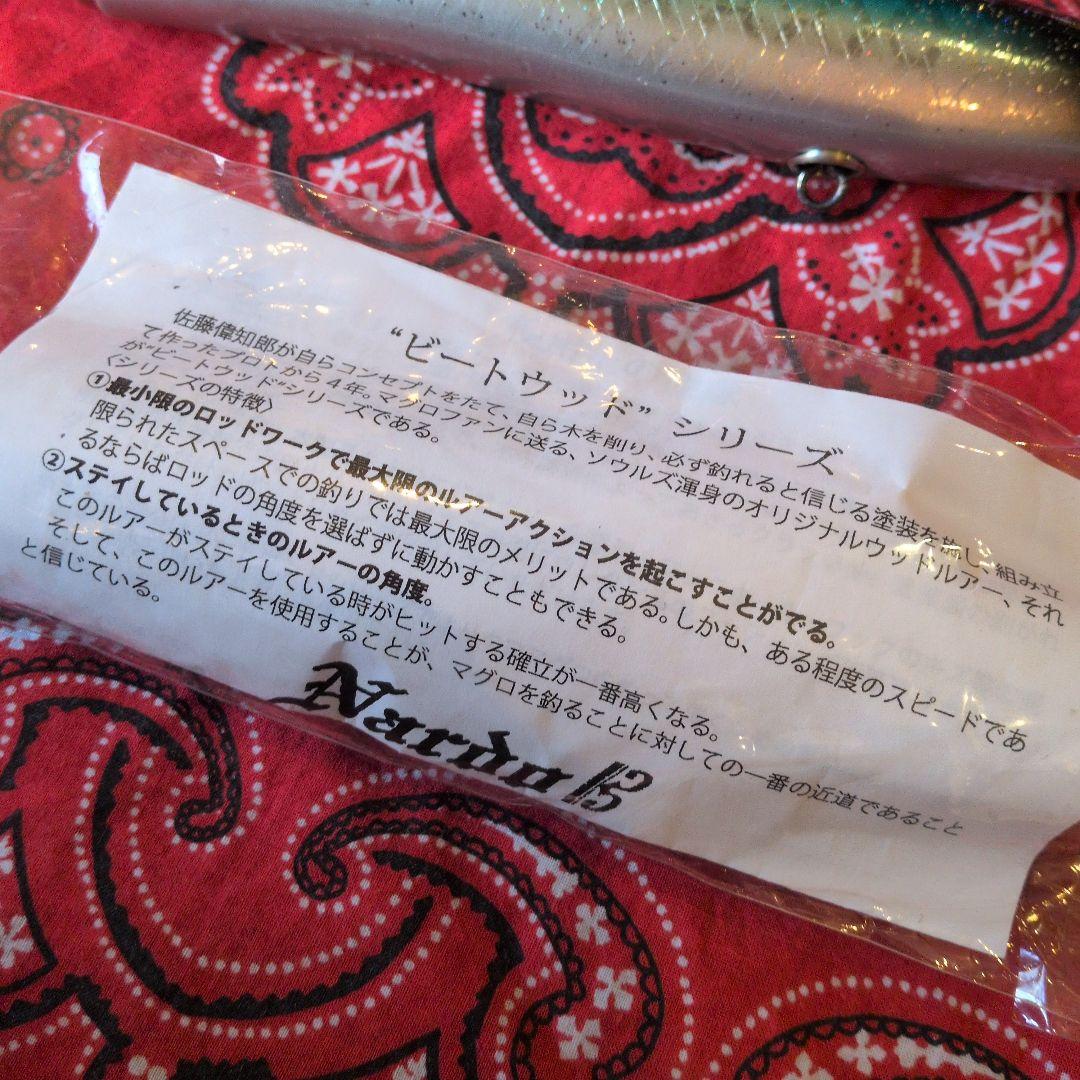 “ビートウッド” シリーズ
佐藤偉知郎が自らコンセプトをたて、自ら木を削り、必ず釣れると信じる塗装を施し、組み立
て作ったプロトから4年。マグロファンに送る、ソウルズ渾身のオリジナルウッドルアー、それ
が“ビートウッド”シリーズである。
〈シリーズの特徴〉
①最小限のロッドワークで最大限のルアーアクションを起こすことがでる。
限られたスペースでの釣りでは最大限のメリットである。しかも、ある程度のスピードであ
るならばロッドの角度を選ばずに動かすこともできる。
②ステイしているときのルアーの角度。
このルアーがステイしている時がヒットする確立が一番高くなる。
そして、このルアーを使用することが、マグロを釣ることに対しての一番の近道であること
と信じている。